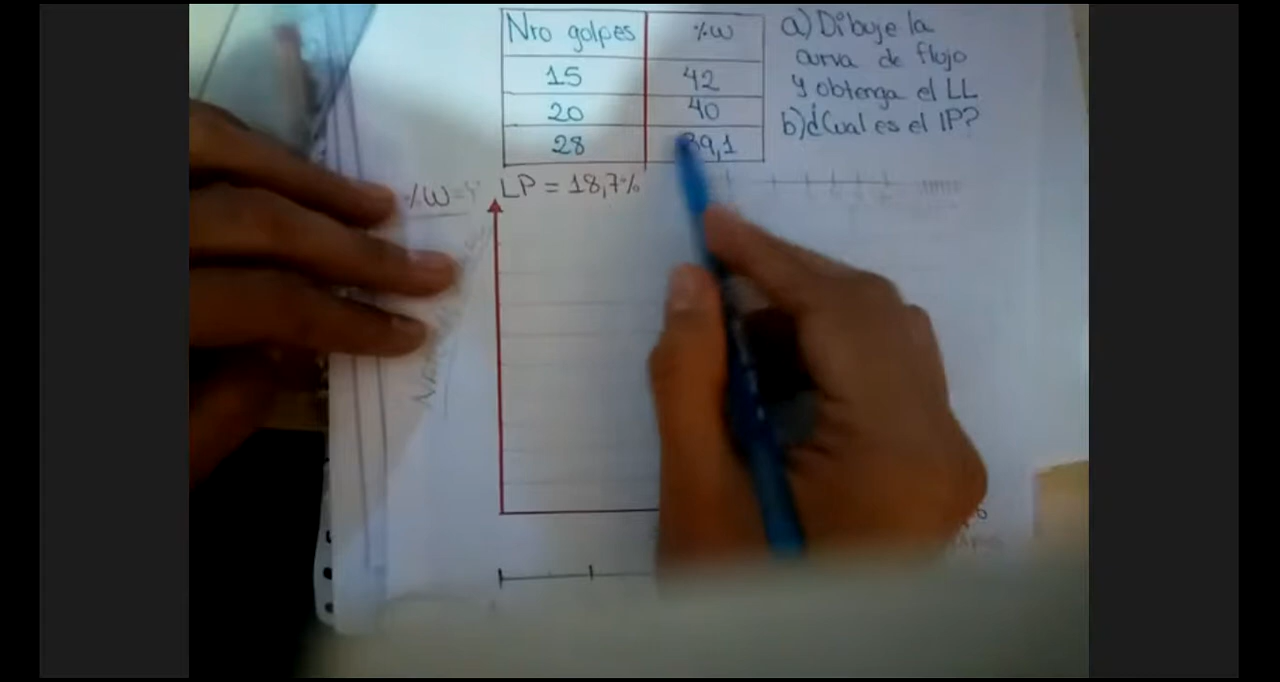 Nro golpes %ω
15 42
20 40
28 39,1
a) Dibuje la
curva de flujo
y obtenga el LL
b) ¿Cual es el IP?
LP = 18,7%
%ω